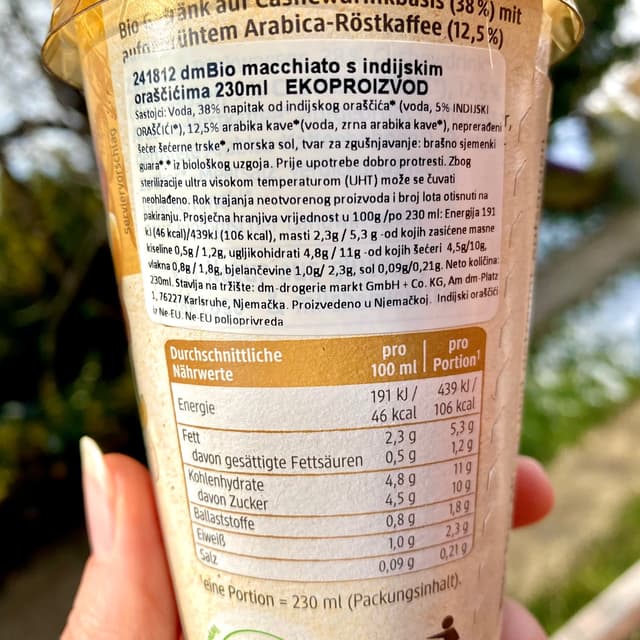 Bio Getränk auf Cashewdrinkbasis (38 %) mit
aufgebrühtem Arabica-Röstkaffee (12,5 %)
241812 dmBio macchiato s indijskim
oraščićima 230ml EKOPROIZVOD
Sastojci: Voda, 38% napitak od indijskog oraščića* (voda, 5% INDIJSKI
ORAŠČIĆI*), 12,5% arabika kave* (voda, zrna arabika kave*), neprerađeni
šećer šećerne trske*, morska sol, tvar za zgušnjavanje: brašno sjemenki
guara*.* iz biološkog uzgoja. Prije upotrebe dobro protresti. Zbog
sterilizacije ultra visokom temperaturom (UHT) može se čuvati
neohlađeno. Rok trajanja neotvorenog proizvoda i broj lota otisnuti na
pakiranju. Prosječna hranjiva vrijednost u 100g /po 230 ml: Energija 191
kJ (46 kcal)/439kJ (106 kcal), masti 2,3g / 5,3 g -od kojih zasićene masne
kiseline 0,5g / 1,2g, ugljikohidrati 4,8g / 11g -od kojih šećeri 4,5g/10g,
vlakna 0,8g / 1,8g, bjelančevine 1,0g/ 2,3g, sol 0,09g/0,21g. Neto količina:
230ml. Stavlja na tržište: dm-drogerie markt GmbH + Co. KG, Am dm-Platz
1, 76227 Karlsruhe, Njemačka. Proizvedeno u Njemačkoj. Indijski oraščići
iz Ne-EU. Ne-EU poljoprivreda
Serviervorschlag
Durchschnittliche pro pro
Nährwerte 100 ml Portion¹
Energie 191 kJ / 439 kJ /
46 kcal 106 kcal
Fett 2,3 g 5,3 g
davon gesättigte Fettsäuren 0,5 g 1,2 g
Kohlenhydrate 4,8 g 11 g
davon Zucker 4,5 g 10 g
Ballaststoffe 0,8 g 1,8 g
Eiweiß 1,0 g 2,3 g
Salz 0,09 g 0,21 g
¹eine Portion = 230 ml (Packungsinhalt).